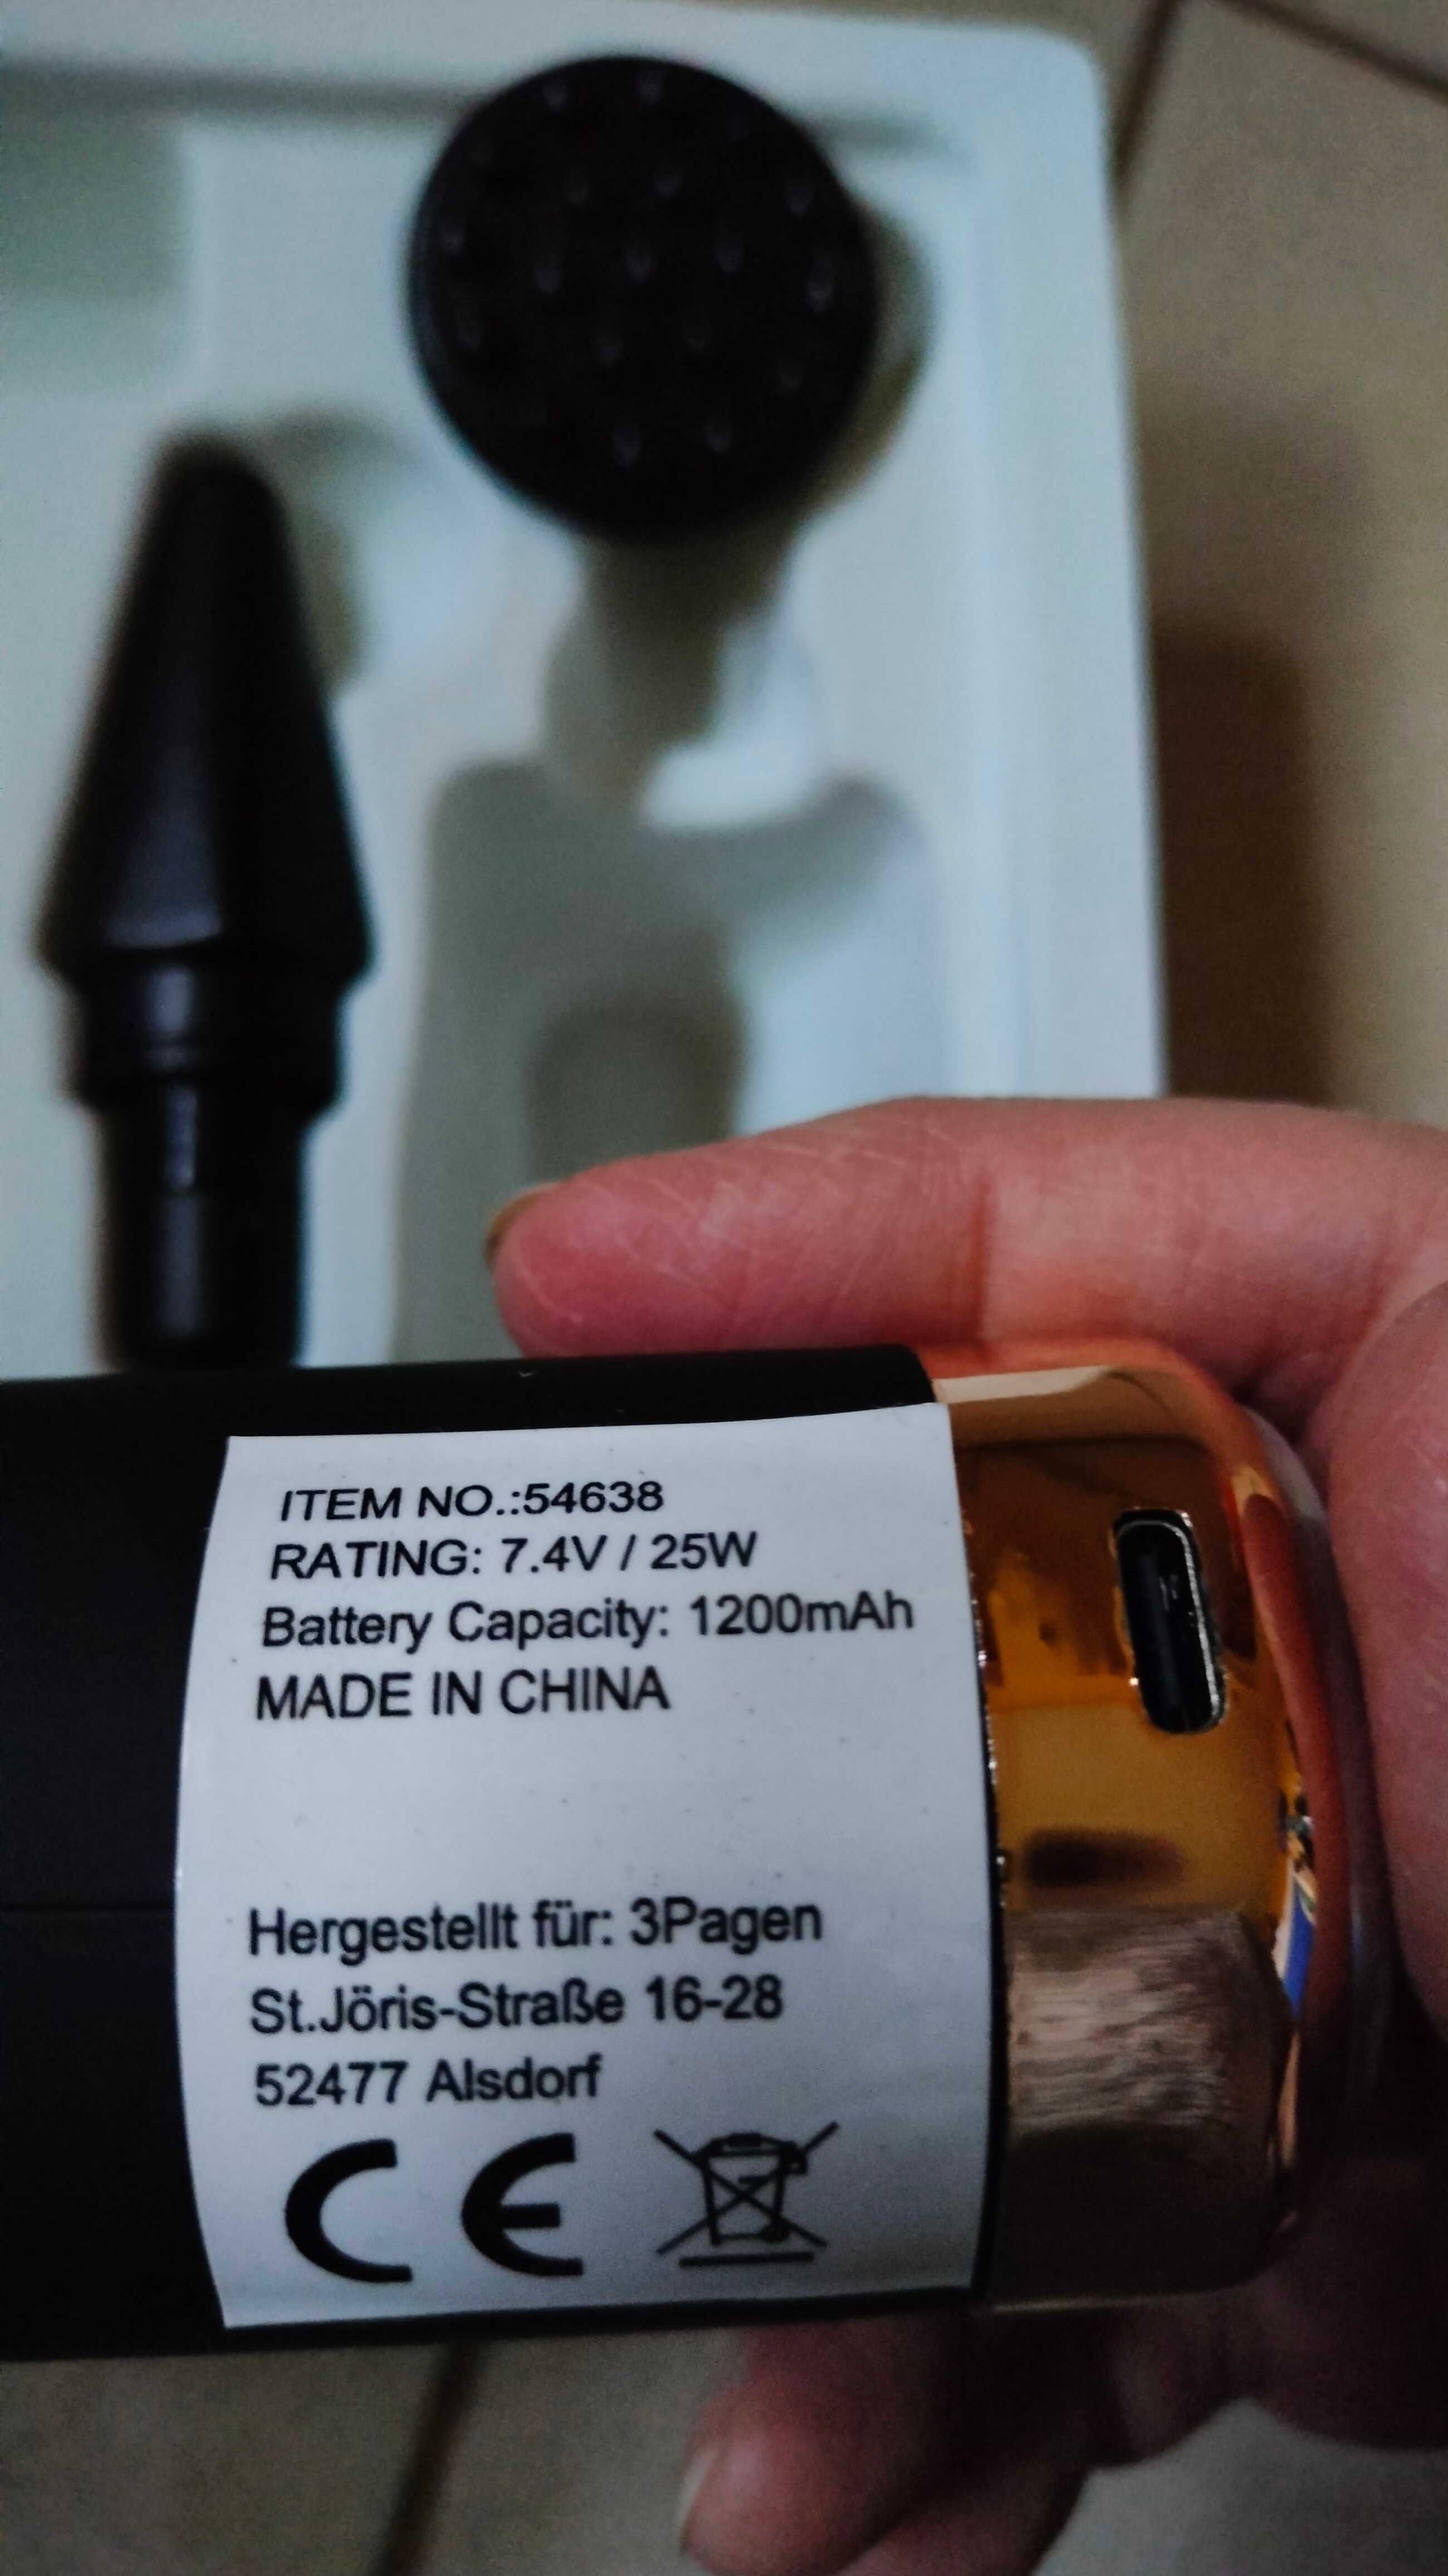 ITEM NO.:54638
RATING: 7.4V / 25W
Battery Capacity: 1200mAh
MADE IN CHINA
Hergestellt für: 3Pagen
St.Jöris-Straße 16-28
52477 Alsdorf
CE